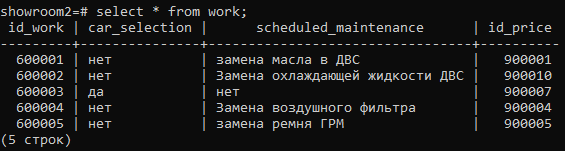 showroom2=# select * from work;
id_work | car_selection | scheduled_maintenance | id_price
---------+---------------+------------------------------+----------
600001 | нет | замена масла в ДВС | 900001
600002 | нет | Замена охлаждающей жидкости ДВС | 900010
600003 | да | нет | 900007
600004 | нет | Замена воздушного фильтра | 900004
600005 | нет | замена ремня ГРМ | 900005
(5 строк)